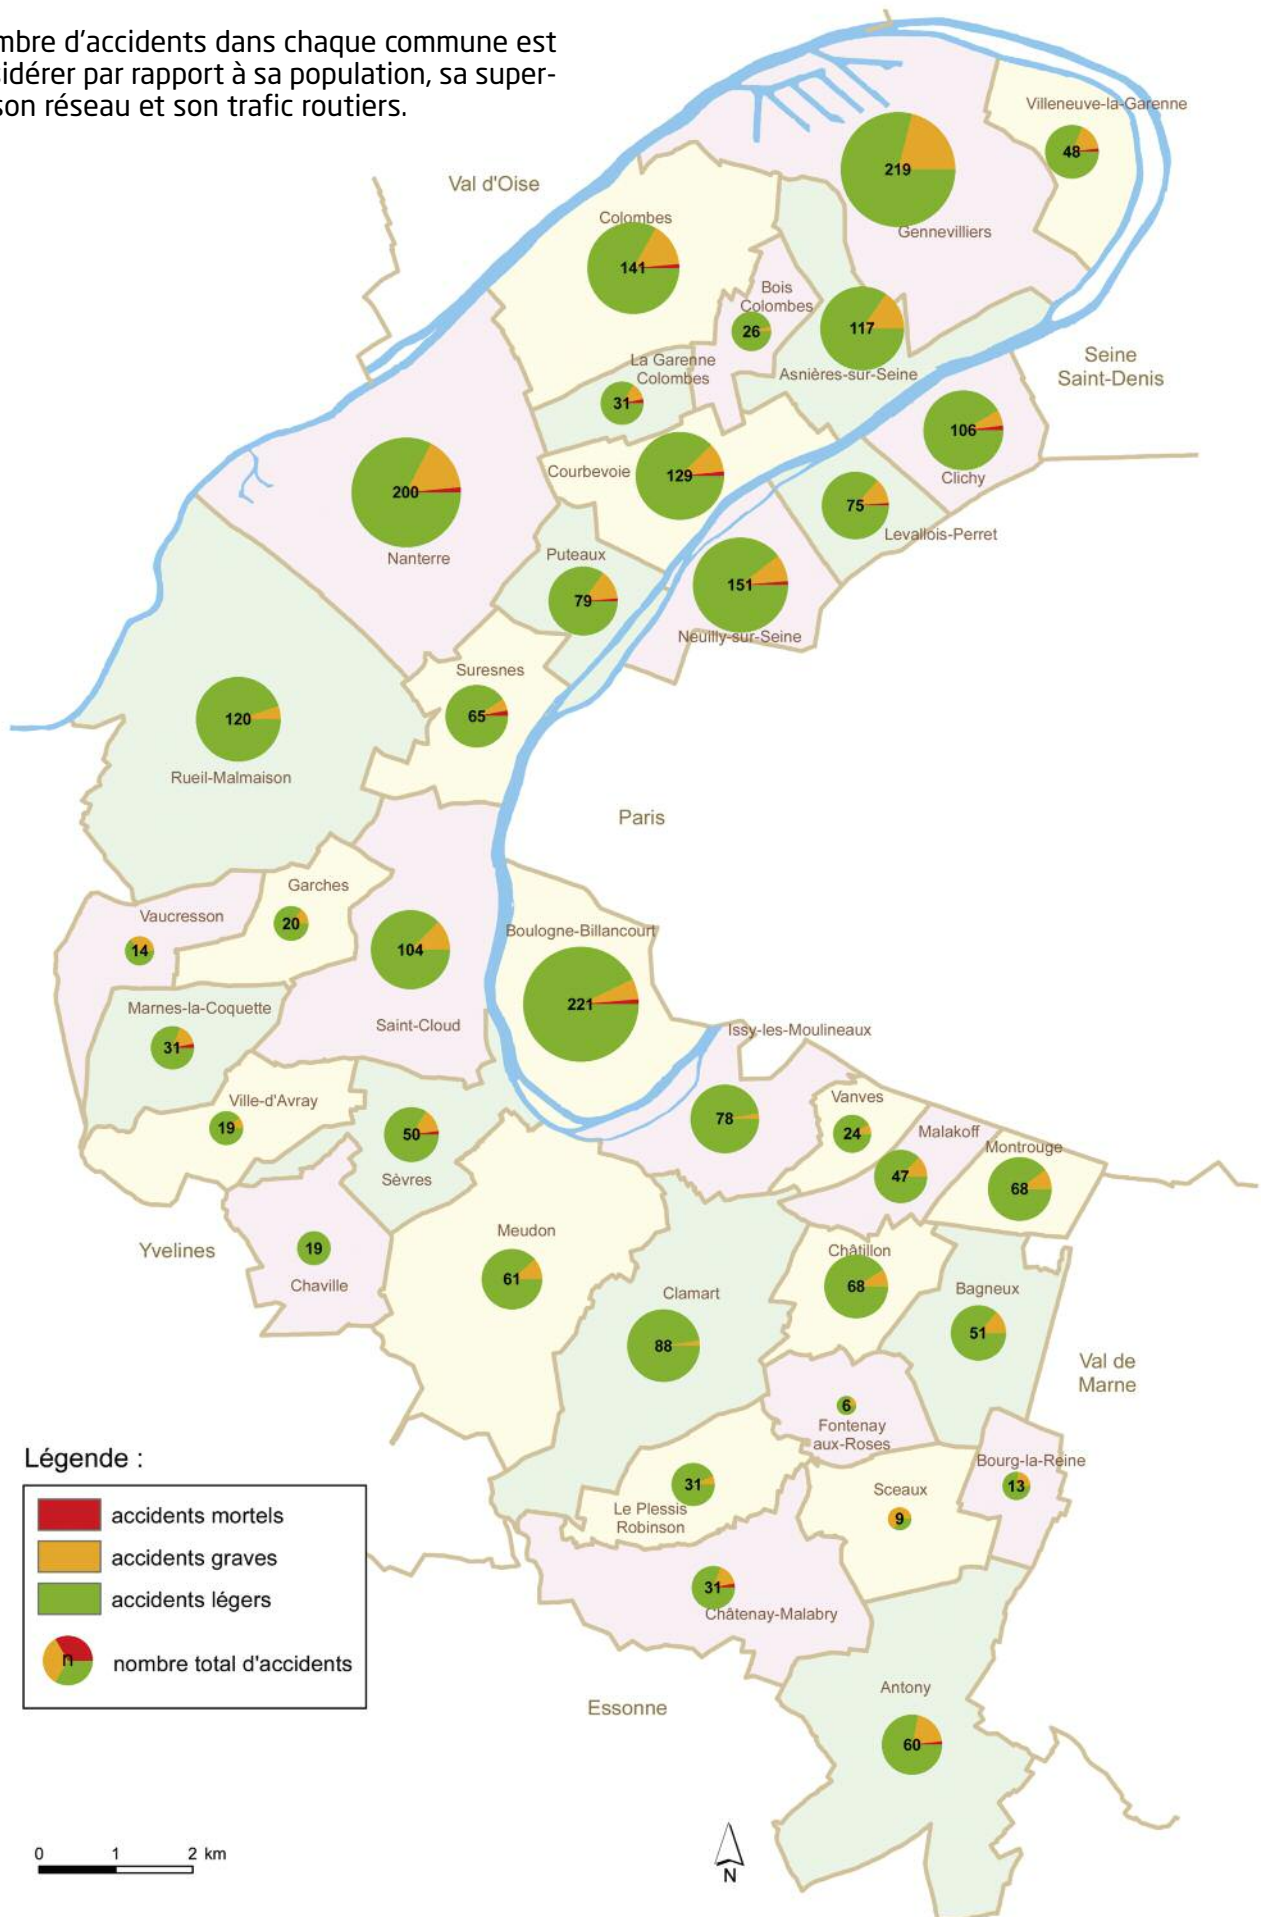 mbre d'accidents dans chaque commune est
sidérer par rapport à sa population, sa super-
son réseau et son trafic routiers.
Villeneuve-la-Garenne
48
219
Gennevilliers
Val d'Oise
Colombes
141
Bois
Colombes
26
117
Asnières-sur-Seine
Seine
Saint-Denis
La Garenne
Colombes
31
106
Clichy
Courbevoie
129
200
Nanterre
75
Levallois-Perret
Puteaux
79
151
Neuilly-sur-Seine
Suresnes
65
120
Rueil-Malmaison
Paris
Garches
20
Vaucresson
14
104
Saint-Cloud
Boulogne-Billancourt
221
Marnes-la-Coquette
31
Issy-les-Moulineaux
78
Ville-d'Avray
19
50
Sèvres
Vanves
24
Malakoff
47
Montrouge
68
Yvelines
19
Chaville
Meudon
61
Châtillon
68
Clamart
88
Bagneux
51
Val de
Marne
6
Fontenay
aux-Roses
Bourg-la-Reine
13
Sceaux
9
31
Le Plessis
Robinson
31
Châtenay-Malabry
Antony
60
Essonne
Légende :
accidents mortels
accidents graves
accidents légers
n
nombre total d'accidents
0 1 2 km
N